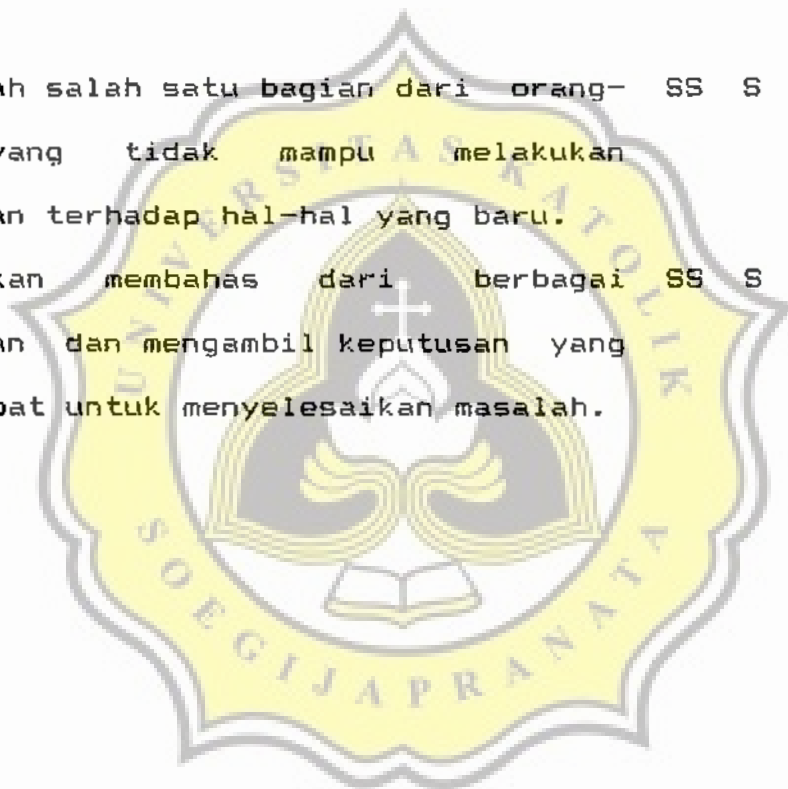 ah salah satu bagian dari orang- SS S
yang tidak mampu melakukan
an terhadap hal-hal yang baru.
kan membahas dari berbagai SS S
an dan mengambil keputusan yang
pat untuk menyelesaikan masalah.
UNIVERSITAS KATOLIK
SOEGIJAPRANATA